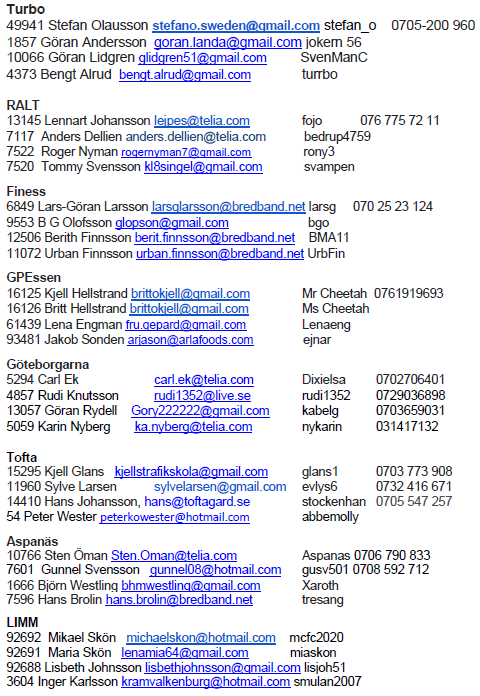 Turbo
49941 Stefan Olausson stefano.sweden@gmail.com stefan_o 0705-200 960
1857 Göran Andersson goran.landa@gmail.com jokern 56
10066 Göran Lidgren glidgren51@gmail.com SvenManC
4373 Bengt Alrud bengt.alrud@gmail.com turrbo
RALT
13145 Lennart Johansson lejpes@telia.com fojo 076 775 72 11
7117 Anders Dellien anders.dellien@telia.com bedrup4759
7522 Roger Nyman rogernyman7@gmail.com rony3
7520 Tommy Svensson kl8singel@gmail.com svampen
Finess
6849 Lars-Göran Larsson larsglarsson@bredband.net larsg 070 25 23 124
9553 B G Olofsson glopson@gmail.com bgo
12506 Berith Finnsson berit.finnsson@bredband.net BMA11
11072 Urban Finnsson urban.finnsson@bredband.net UrbFin
GPEssen
16125 Kjell Hellstrand brittokjell@gmail.com Mr Cheetah 0761919693
16126 Britt Hellstrand brittokjell@gmail.com Ms Cheetah
61439 Lena Engman fru.gepard@gmail.com Lenaeng
93481 Jakob Sonden arjason@arlafoods.com ejnar
Göteborgarna
5294 Carl Ek carl.ek@telia.com Dixielsa 0702706401
4857 Rudi Knutsson rudi1352@live.se rudi1352 0729036898
13057 Göran Rydell Gory222222@gmail.com kabelg 0703659031
5059 Karin Nyberg ka.nyberg@telia.com nykarin 031417132
Tofta
15295 Kjell Glans kjellstrafikskola@gmail.com glans1 0703 773 908
11960 Sylve Larsen sylvelarsen@gmail.com evlys6 0732 416 671
14410 Hans Johansson, hans@toftagard.se stockenhan 0705 547 257
54 Peter Wester peterkowester@hotmail.com abbemolly
Aspanäs
10766 Sten Öman Sten.Oman@telia.com Aspanas 0706 790 833
7601 Gunnel Svensson gunnel08@hotmail.com gusv501 0708 592 712
1666 Björn Westling bhmwestling@gmail.com Xaroth
7596 Hans Brolin hans.brolin@bredband.net tresang
LIMM
92692 Mikael Skön michaelskon@hotmail.com mcfc2020
92691 Maria Skön lenamia64@gmail.com miaskon
92688 Lisbeth Johnsson lisbethjohnsson@gmail.com lisjoh51
3604 Inger Karlsson kramvalkenburg@hotmail.com smulan2007